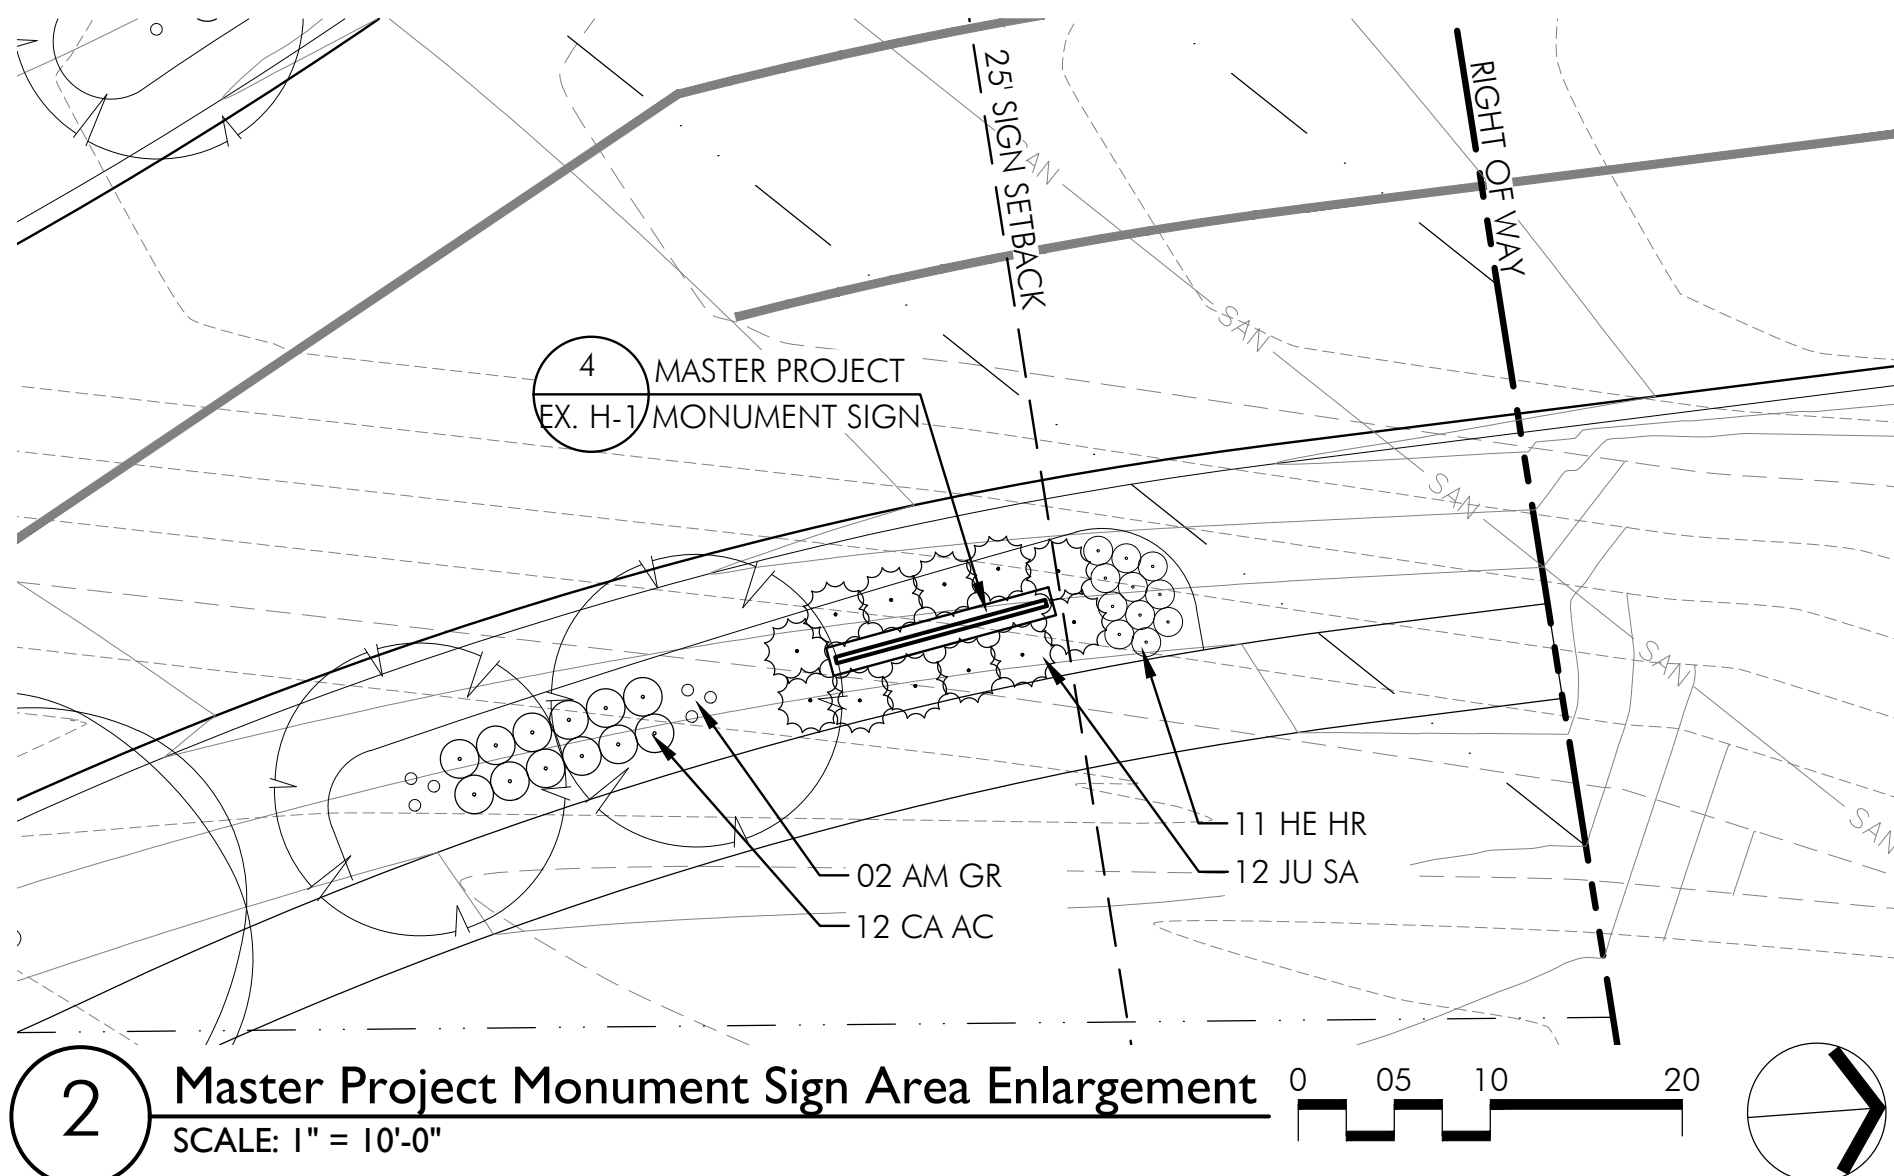 25' SIGN SETBACK
RIGHT OF WAY
SAN
SAN
SAN
SAN
SAN
4
EX. H-1
MASTER PROJECT
MONUMENT SIGN
11 HE HR
12 JU SA
02 AM GR
12 CA AC
2
Master Project Monument Sign Area Enlargement
SCALE: 1" = 10'-0"
0 05 10 20